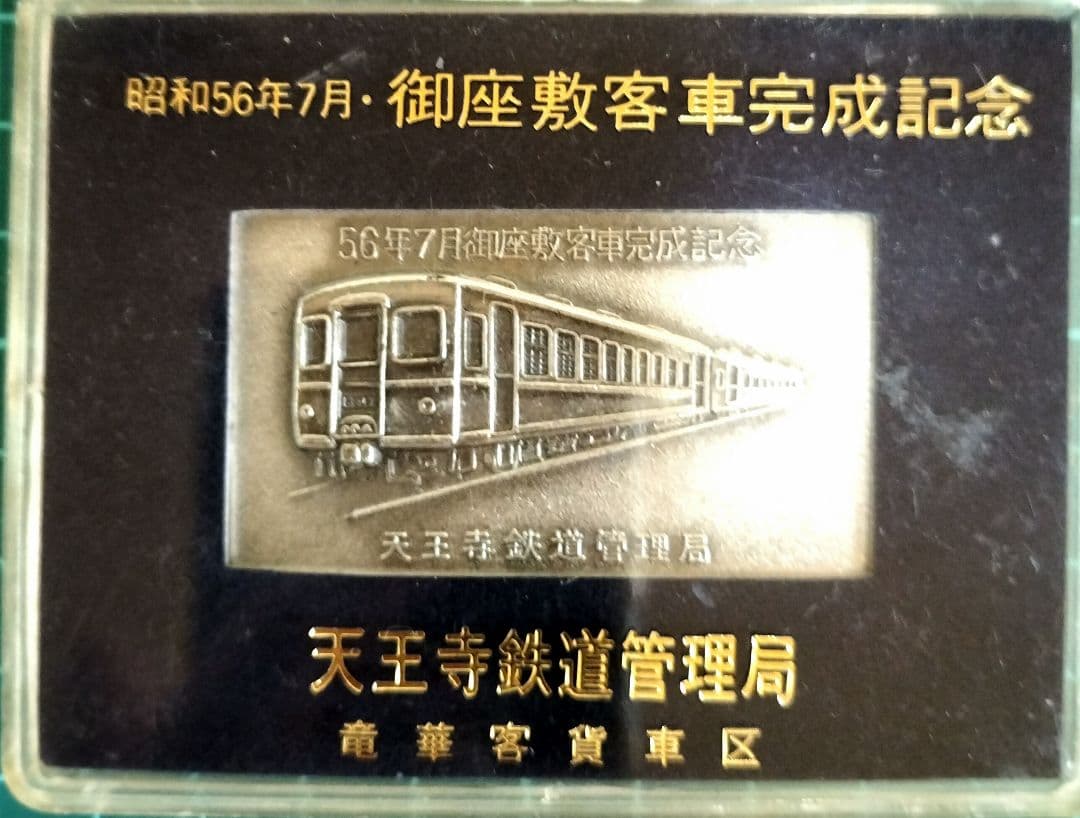 昭和56年7月・御座敷客車完成記念
56年7月御座敷客車完成記念
天王寺鉄道管理局
天王寺鉄道管理局
竜華客貨車区